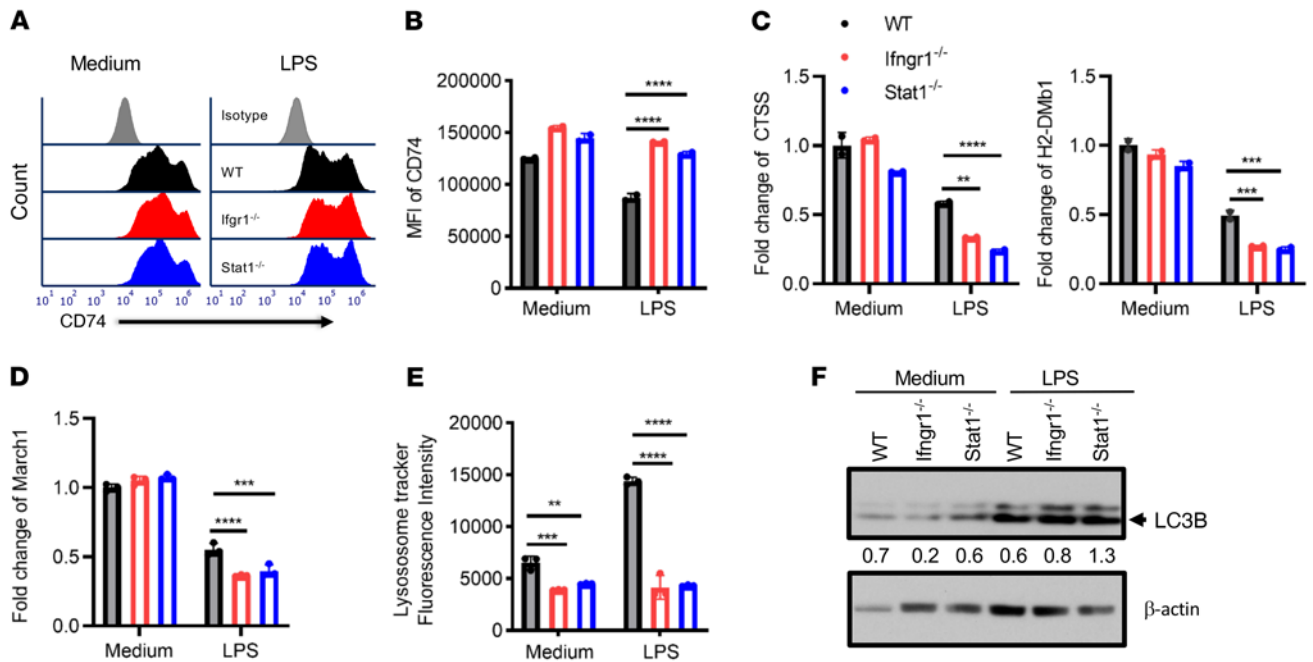 A
Medium
LPS
Isotype
WT
Ifgr1-/-
Stat1-/-
Count
10¹ 10² 10³ 10⁴ 10⁵ 10⁶
10¹ 10² 10³ 10⁴ 10⁵ 10⁶
CD74
B
MFI of CD74
200000
150000
100000
50000
0
****
****
Medium
LPS
C
WT
Ifngr1-/-
Stat1-/-
Fold change of CTSS
1.5
1.0
0.5
0.0
****
**
Medium
LPS
Fold change of H2-DMb1
1.5
1.0
0.5
0.0
***
***
Medium
LPS
D
Fold change of March1
1.5
1.0
0.5
0.0
***
****
Medium
LPS
E
Lysososome tracker
Fluorescence Intensity
20000
15000
10000
5000
0
**
***
****
****
Medium
LPS
F
Medium LPS
WT Ifngr1-/- Stat1-/- WT Ifngr1-/- Stat1-/-
LC3B
0.7 0.2 0.6 0.6 0.8 1.3
β-actin